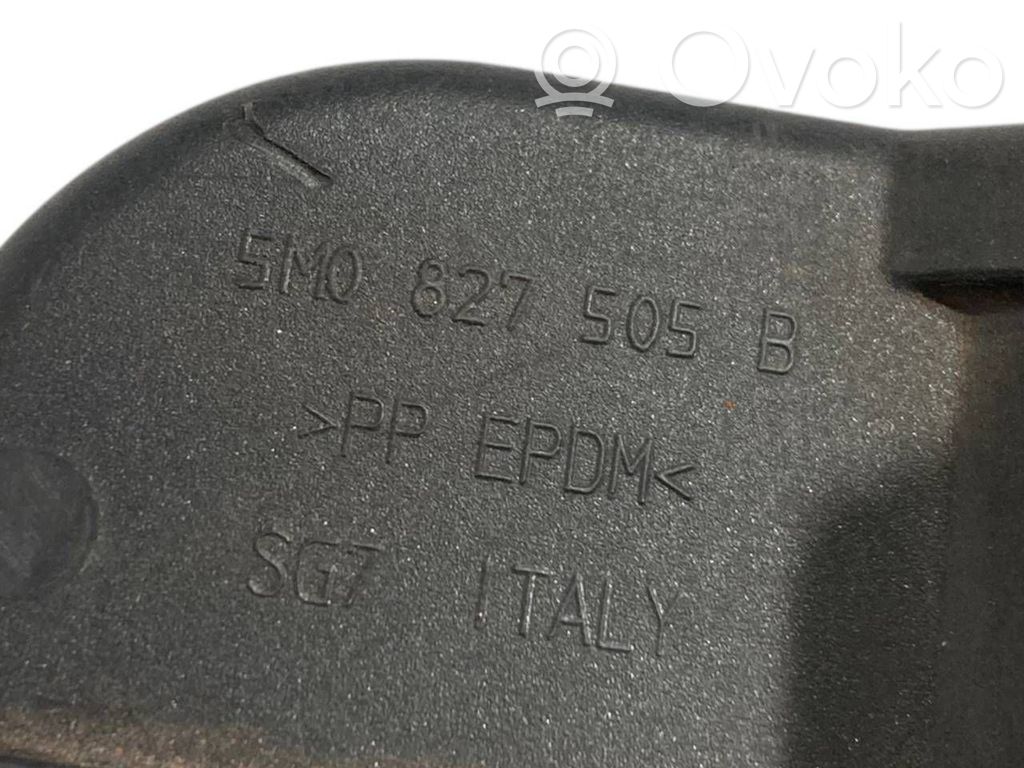 Ovoko
5M0 827 505 B
>PP EPDM<
SG7 ITALY